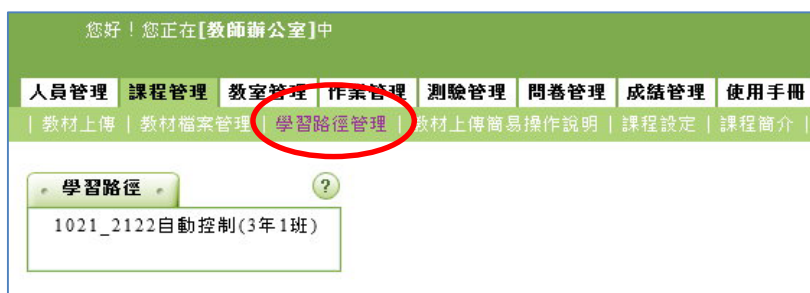 您好！您正在[教師辦公室]中
人員管理 課程管理 教室管理 作業管理 測驗管理 問卷管理 成績管理 使用手冊
| 教材上傳 | 教材檔案管理 | 學習路徑管理 | 教材上傳簡易操作說明 | 課程設定 | 課程簡介 |
學習路徑
?
1021_2122自動控制(3年1班)